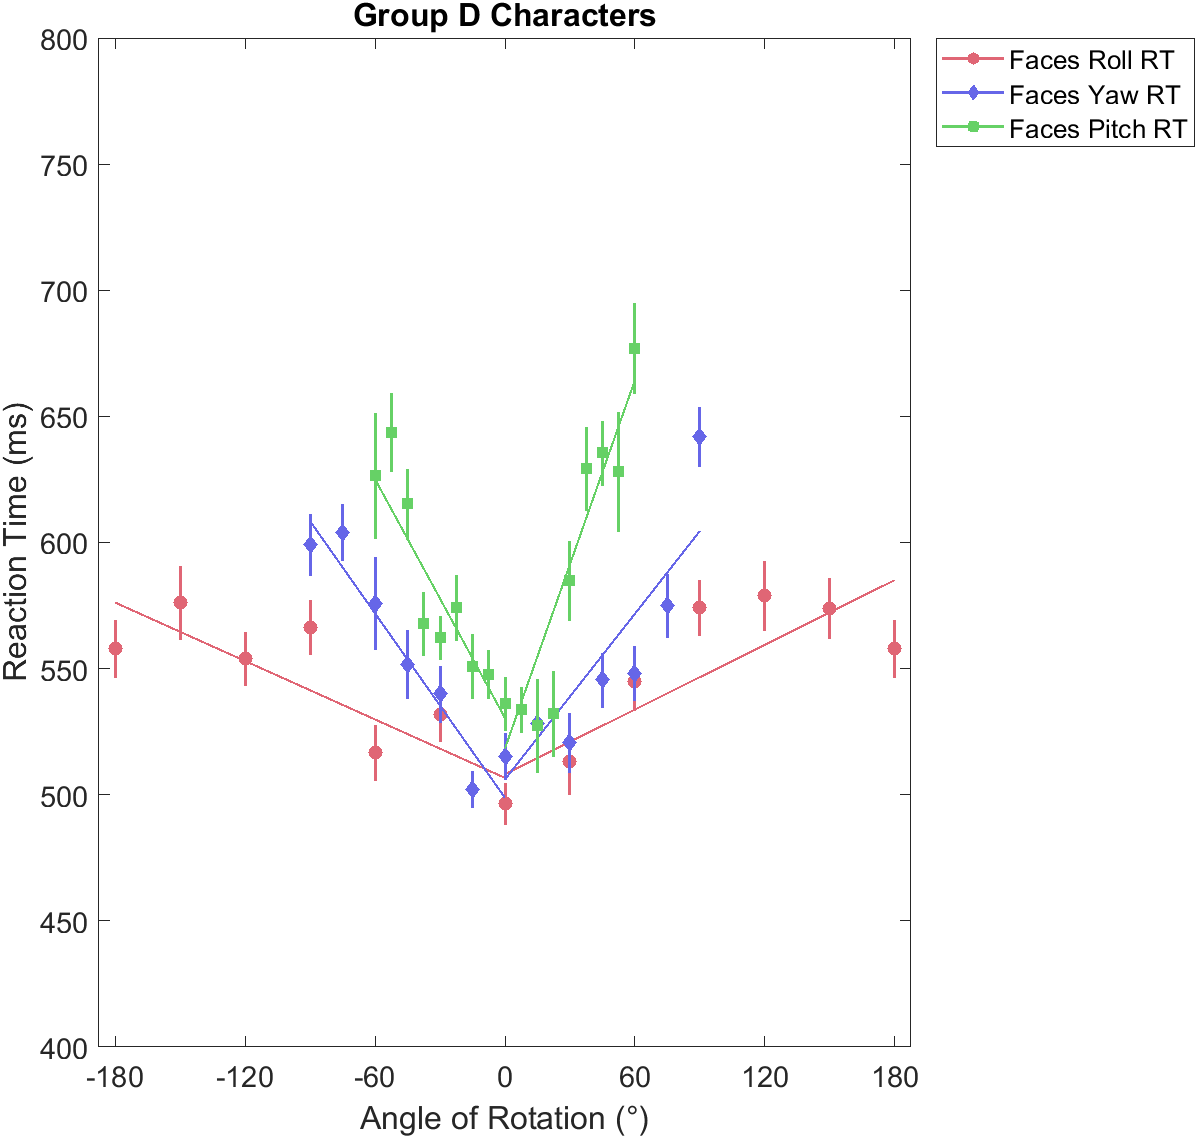 Group D Characters
800
750
700
650
600
550
500
450
400
-180
-120
-60
0
60
120
180
Reaction Time (ms)
Angle of Rotation (°)
Faces Roll RT
Faces Yaw RT
Faces Pitch RT